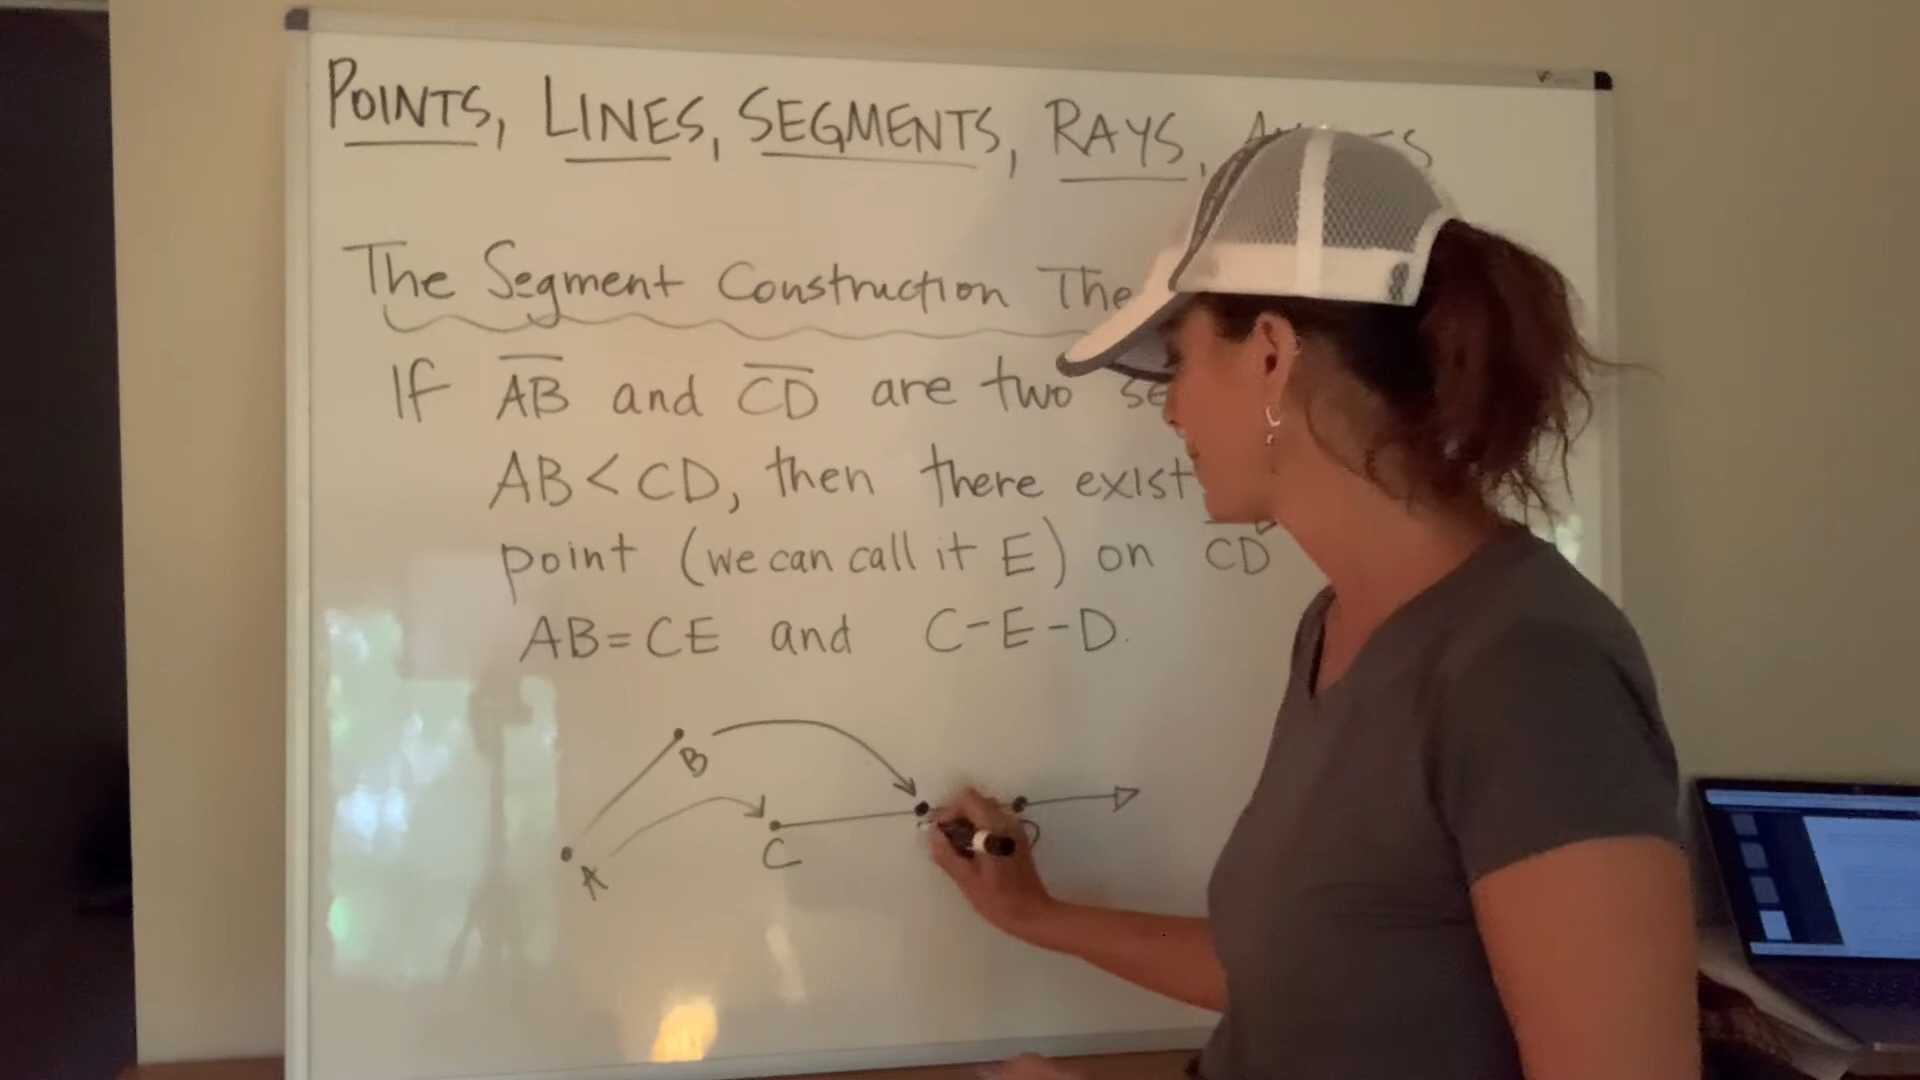 POINTS, LINES, SEGMENTS, RAYS,
The Segment Construction
If AB and CD are two
AB < CD, then there exist
point (we can call it E) on CD
AB = CE and C-E-D.
B
A
C